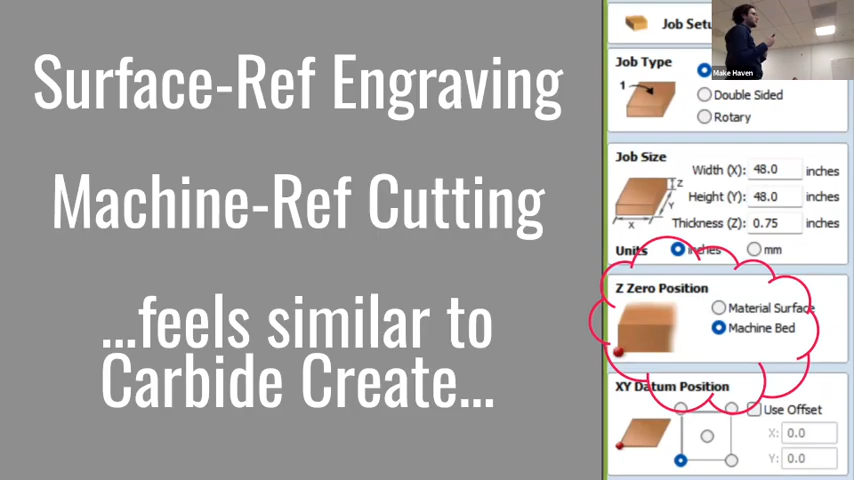 Surface-Ref Engraving
Machine-Ref Cutting
...feels similar to
Carbide Create...
Job Setu
Make Haven
Job Type
1
Double Sided
Rotary
Job Size
Width (X): 48.0 inches
Z
Height (Y): 48.0 inches
Y
X
Thickness (Z): 0.75 inches
Units inches mm
Z Zero Position
Material Surface
Machine Bed
XY Datum Position
Use Offset
X: 0.0
Y: 0.0